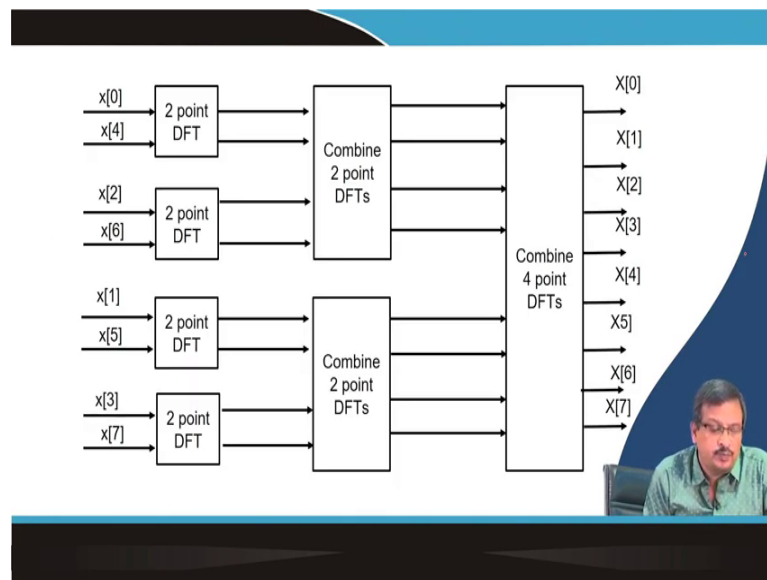 x[0]
x[4]
2 point
DFT
x[2]
x[6]
2 point
DFT
x[1]
x[5]
2 point
DFT
x[3]
x[7]
2 point
DFT
Combine
2 point
DFTs
Combine
2 point
DFTs
Combine
4 point
DFTs
X[0]
X[1]
X[2]
X[3]
X[4]
X5]
X[6]
X[7]